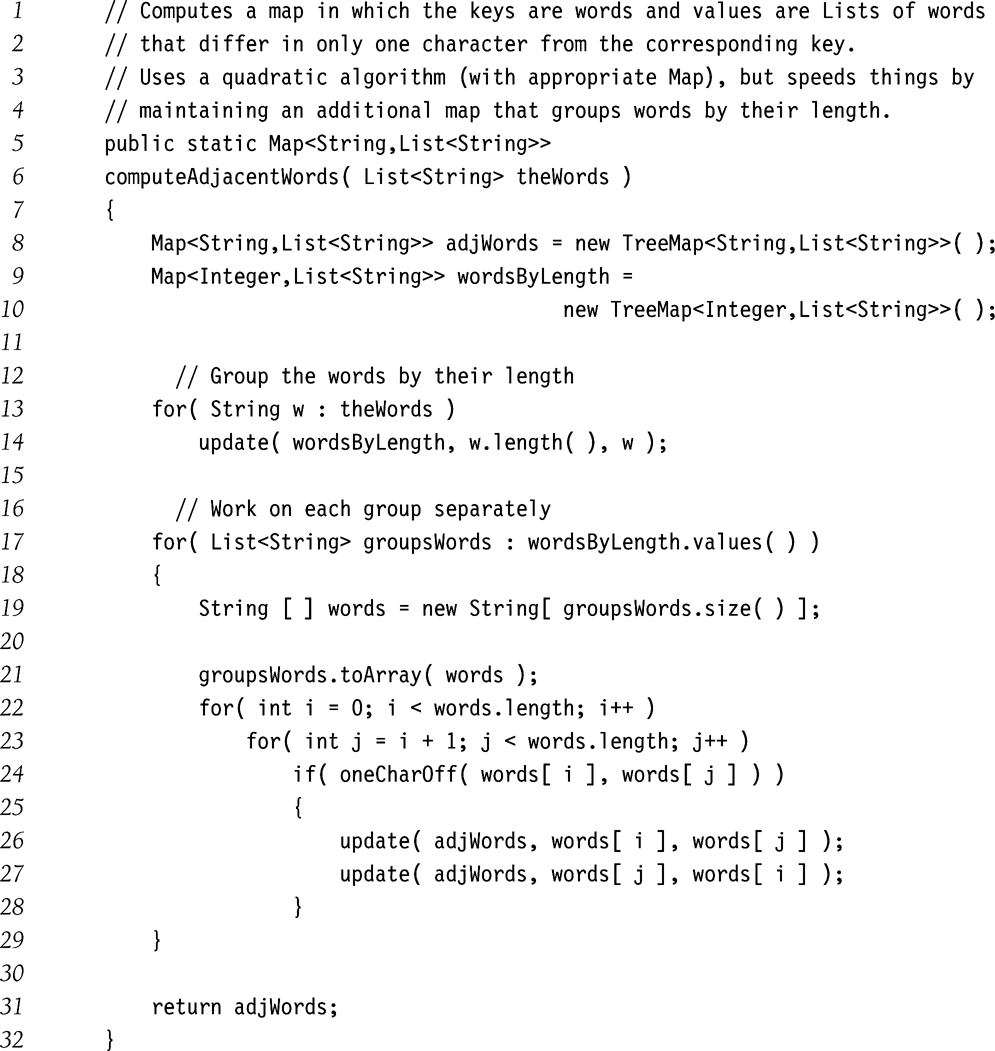 1 // Computes a map in which the keys are words and values are Lists of words
2 // that differ in only one character from the corresponding key.
3 // Uses a quadratic algorithm (with appropriate Map), but speeds things by
4 // maintaining an additional map that groups words by their length.
5 public static Map<String,List<String>>
6 computeAdjacentWords( List<String> theWords )
7 {
8 Map<String,List<String>> adjWords = new TreeMap<String,List<String>>( );
9 Map<Integer,List<String>> wordsByLength =
10 new TreeMap<Integer,List<String>>( );
11
12 // Group the words by their length
13 for( String w : theWords )
14 update( wordsByLength, w.length( ), w );
15
16 // Work on each group separately
17 for( List<String> groupsWords : wordsByLength.values( ) )
18 {
19 String [ ] words = new String[ groupsWords.size( ) ];
20
21 groupsWords.toArray( words );
22 for( int i = 0; i < words.length; i++ )
23 for( int j = i + 1; j < words.length; j++ )
24 if( oneCharOff( words[ i ], words[ j ] ) )
25 {
26 update( adjWords, words[ i ], words[ j ] );
27 update( adjWords, words[ j ], words[ i ] );
28 }
29 }
30
31 return adjWords;
32 }